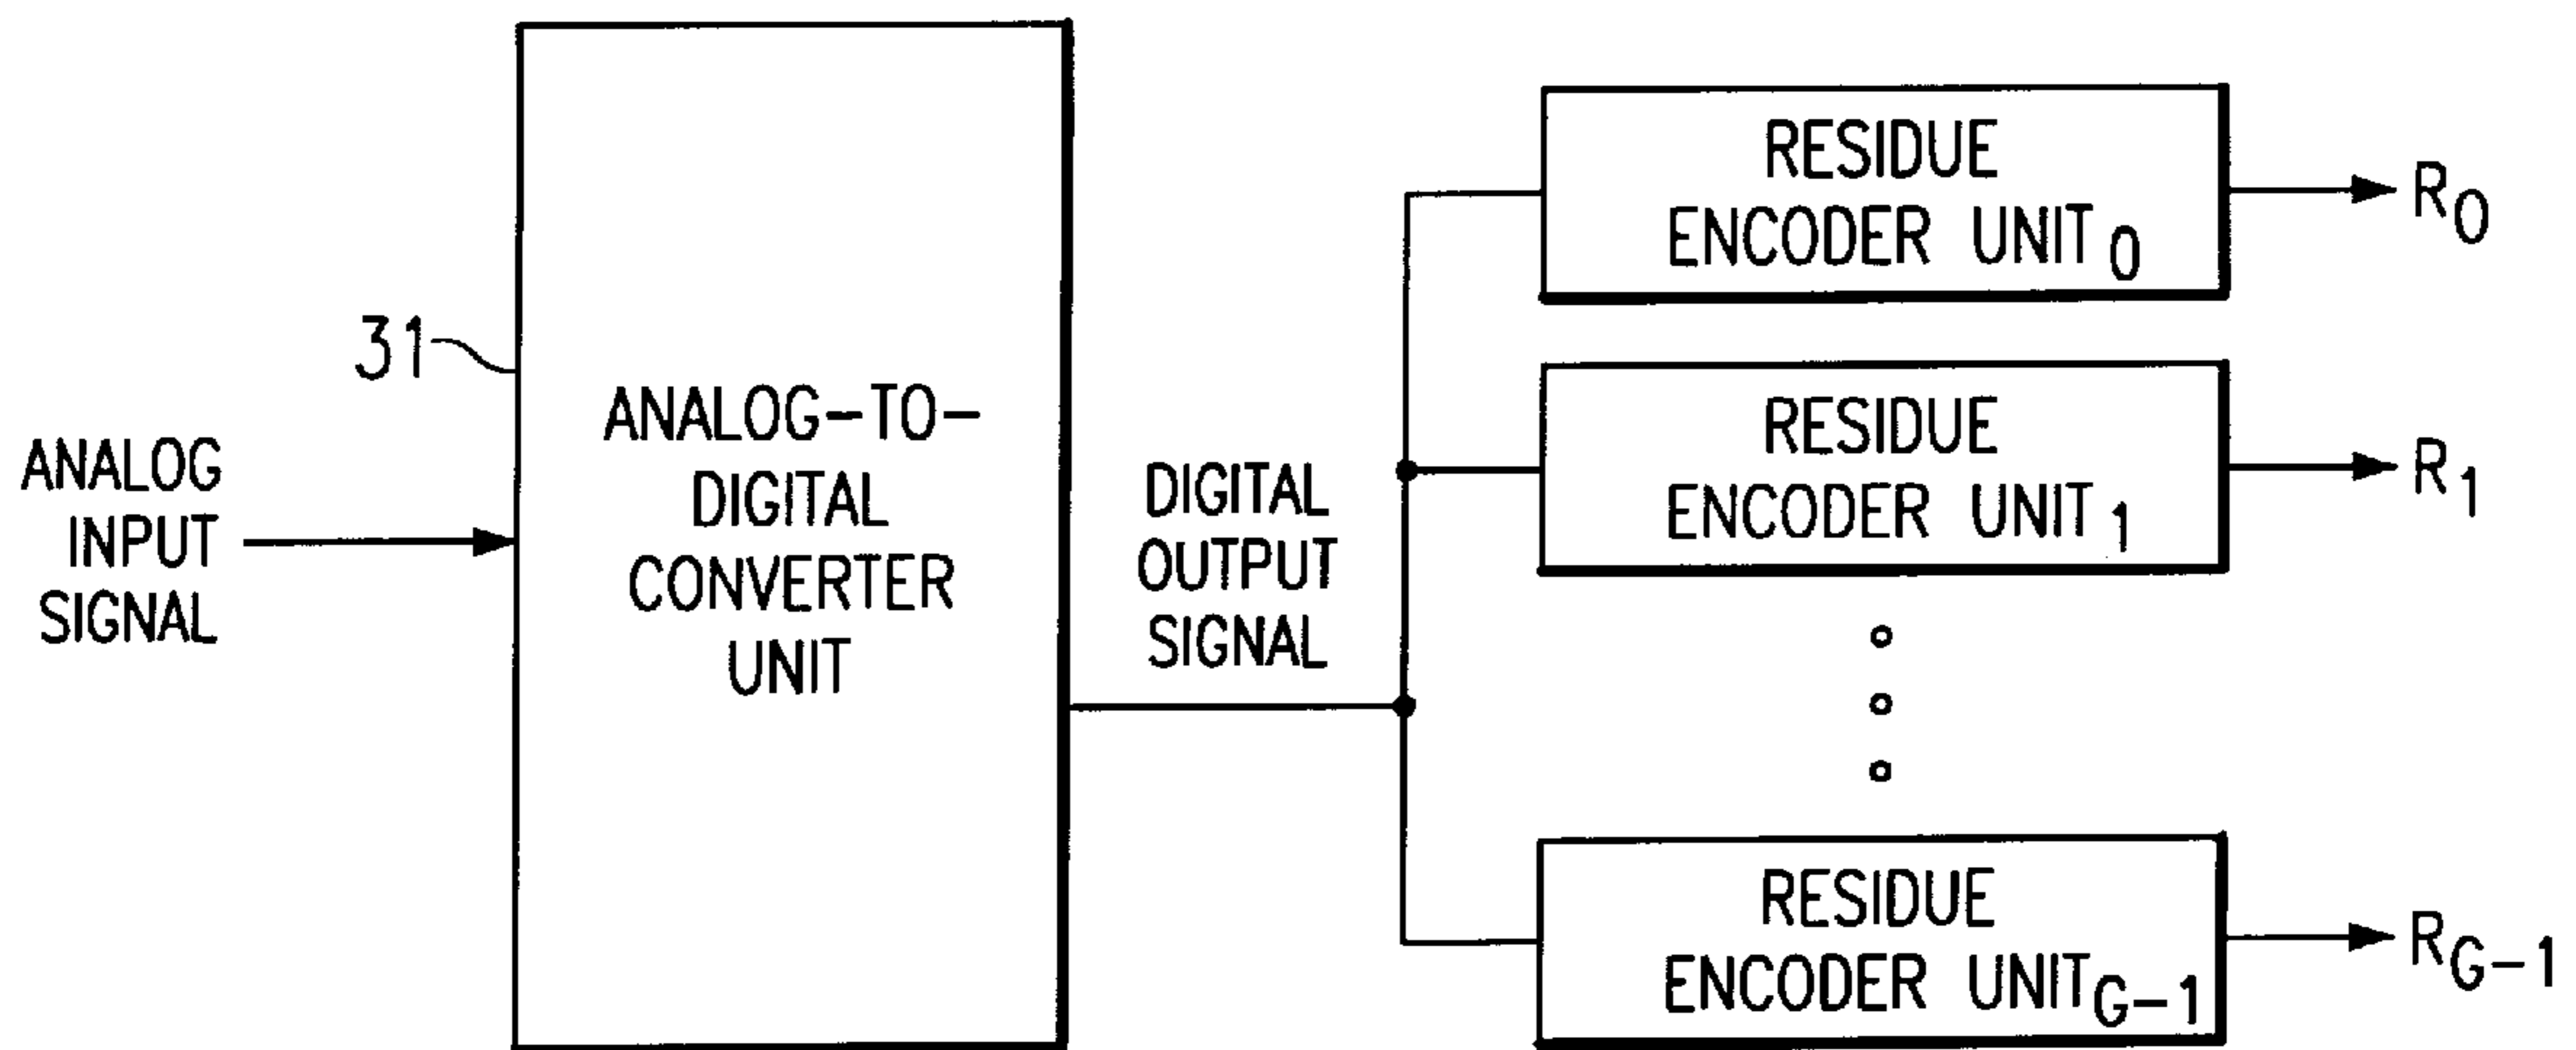 31
ANALOG
INPUT
SIGNAL
ANALOG-TO-
DIGITAL
CONVERTER
UNIT
DIGITAL
OUTPUT
SIGNAL
RESIDUE
ENCODER UNIT0
R0
RESIDUE
ENCODER UNIT1
R1
RESIDUE
ENCODER UNITG-1
RG-1